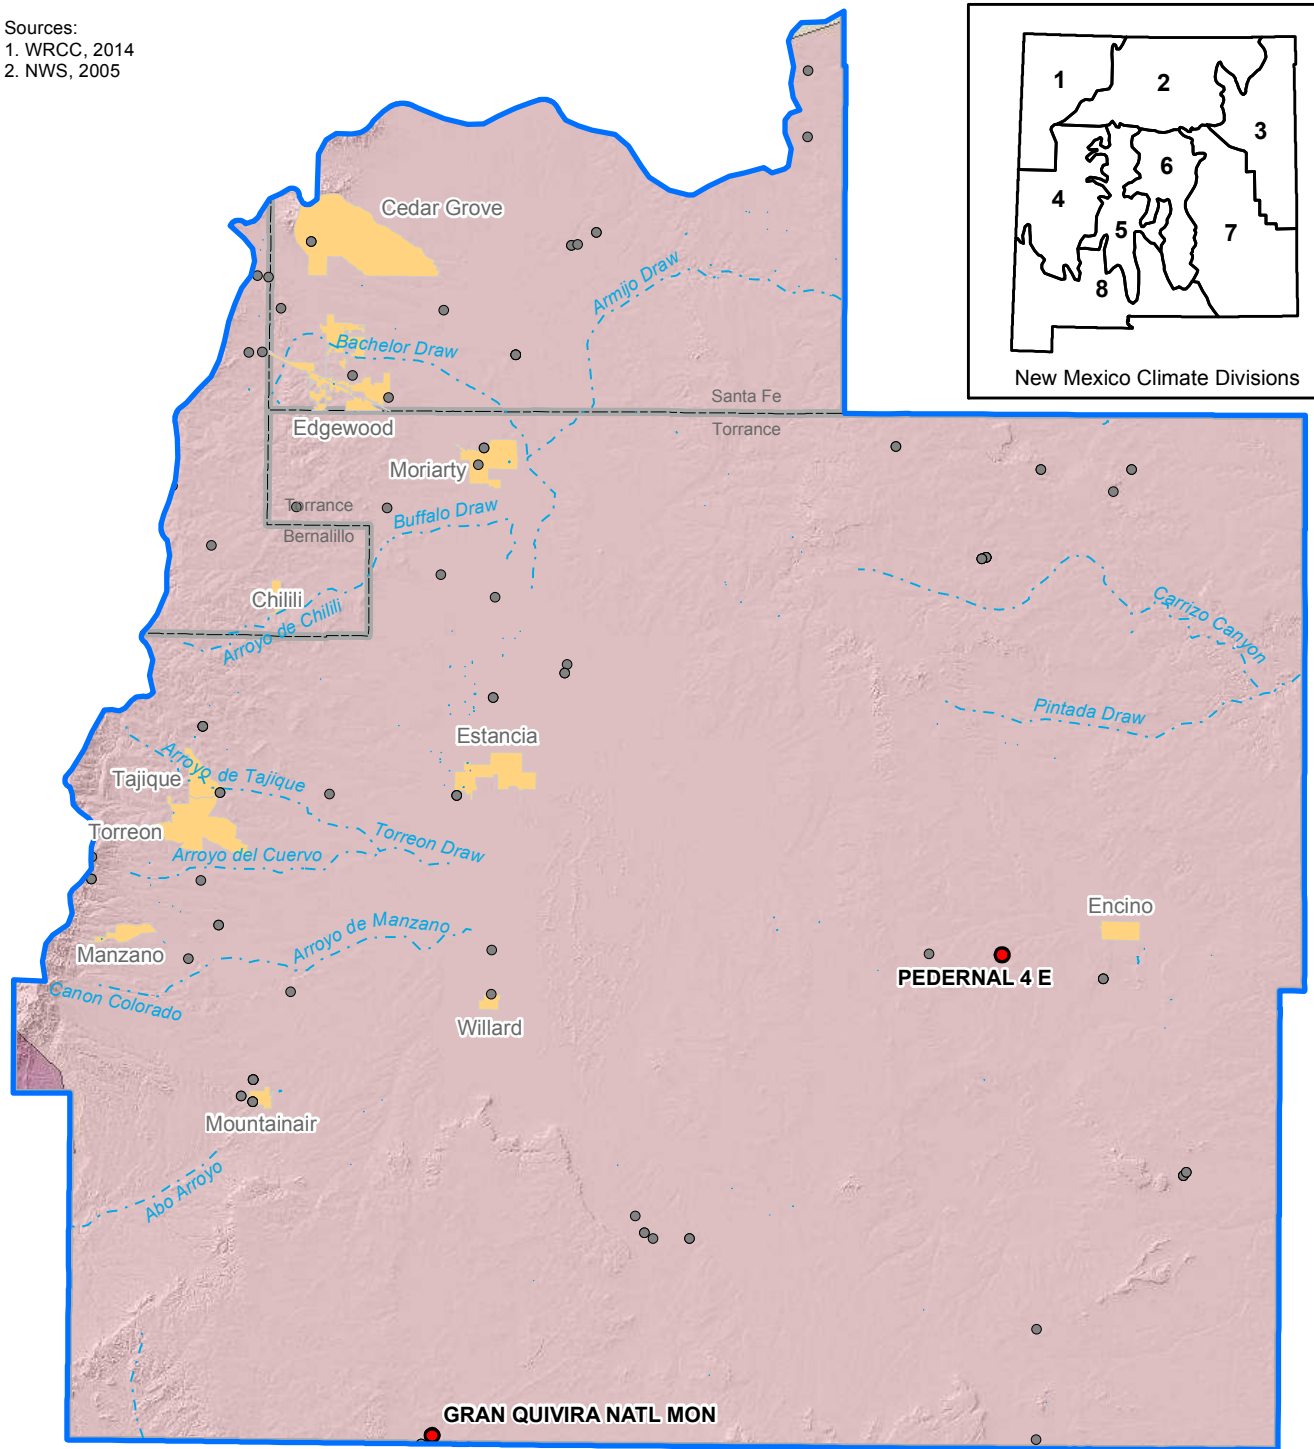 Sources:
1. WRCC, 2014
2. NWS, 2005
1
2
3
4
5
6
7
8
New Mexico Climate Divisions
Cedar Grove
Armijo Draw
Bachelor Draw
Santa Fe
Torrance
Edgewood
Moriarty
Buffalo Draw
Torrance
Bernalillo
Chilili
Arroyo de Chilili
Carrizo Canyon
Pintada Draw
Estancia
Arroyo de Tajique
Tajique
Torreon
Torreon Draw
Arroyo del Cuervo
Encino
Arroyo de Manzano
Manzano
PEDERNAL 4 E
Canon Colorado
Willard
Mountainair
Abo Arroyo
GRAN QUIVIRA NATL MON